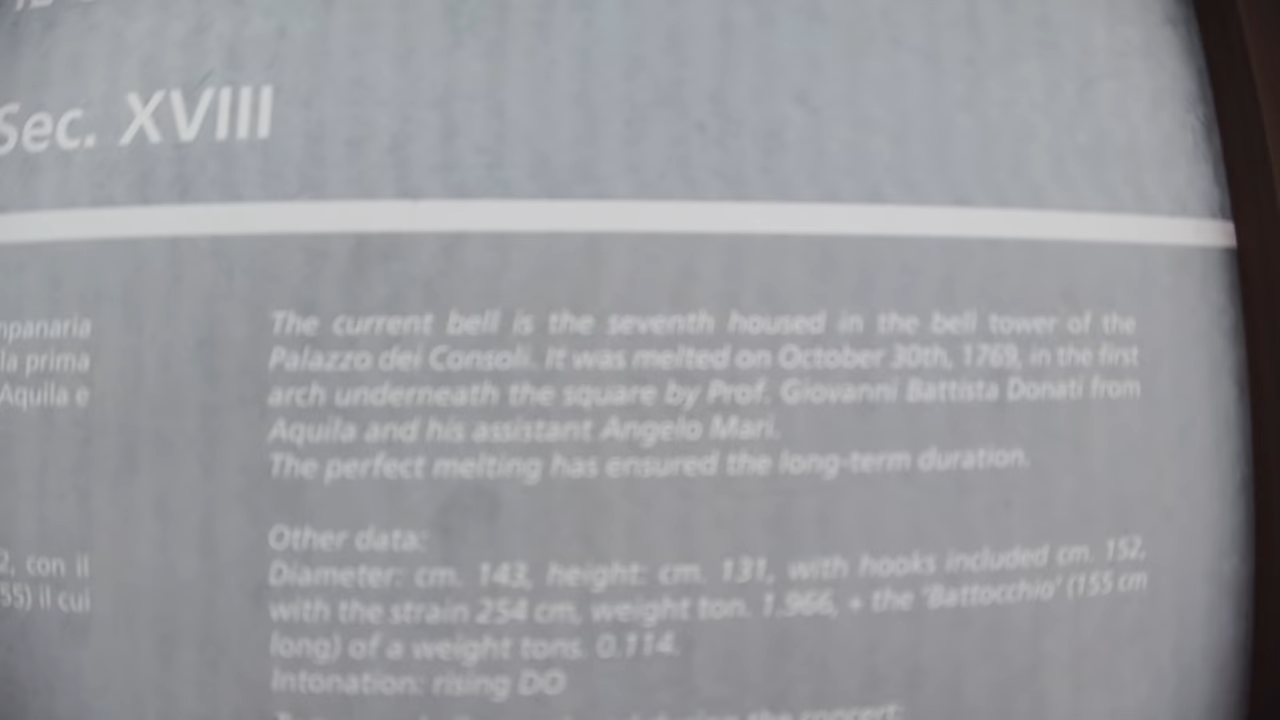 Sec. XVIII
npanaria
la prima
Aquila e
2, con il
55) il cui
The current bell is the seventh housed in the bell tower of the
Palazzo dei Consoli. It was melted on October 30th, 1769, in the first
arch underneath the square by Prof. Giovanni Battista Donati from
Aquila and his assistant Angelo Mari.
The perfect melting has ensured the long-term duration.
Other data:
Diameter: cm. 143, height: cm. 131, with hooks included cm. 152,
with the strain 254 cm, weight ton. 1.966, + the 'Battocchio' (155 cm
long) of a weight tons. 0.114.
Intonation: rising DO
during the concert: